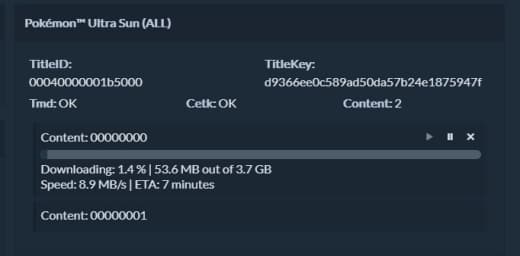 Pokémon™ Ultra Sun (ALL)
TitleID: TitleKey:
00040000001b5000 d9366ee0c589ad50da57b24e1875947f
Tmd: OK Cetk: OK Content: 2
Content: 00000000
Downloading: 1.4 % | 53.6 MB out of 3.7 GB
Speed: 8.9 MB/s | ETA: 7 minutes
Content: 00000001